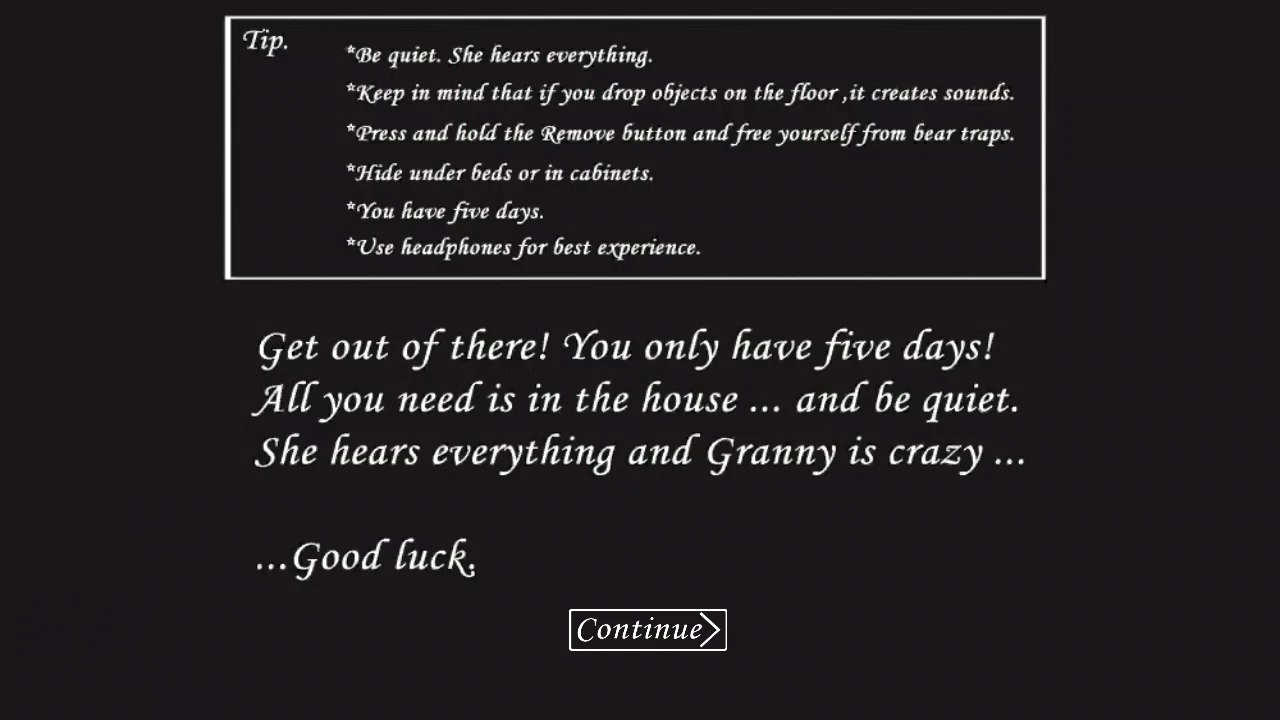 Tip.
*Be quiet. She hears everything.
*Keep in mind that if you drop objects on the floor ,it creates sounds.
*Press and hold the Remove button and free yourself from bear traps.
*Hide under beds or in cabinets.
*You have five days.
*Use headphones for best experience.
Get out of there! You only have five days!
All you need is in the house ... and be quiet.
She hears everything and Granny is crazy ...
...Good luck.
Continue